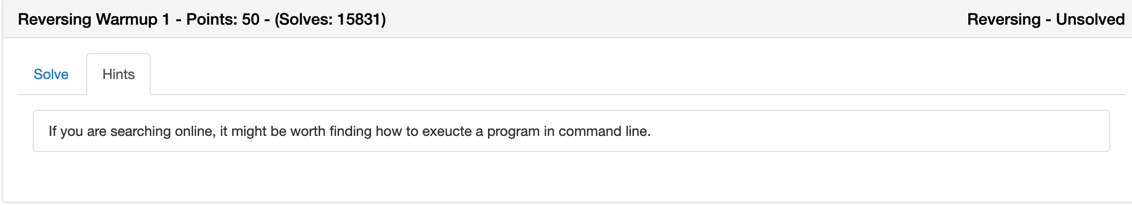 Reversing Warmup 1 - Points: 50 - (Solves: 15831) Reversing - Unsolved
Solve Hints
If you are searching online, it might be worth finding how to exeucte a program in command line.